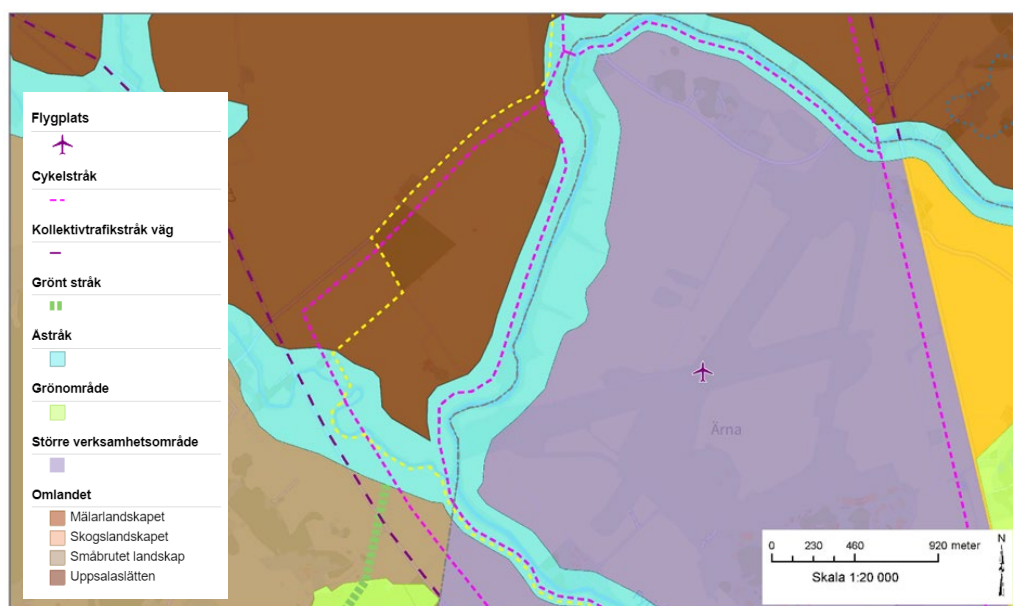 Flygplats
Cykelstråk
Kollektivtrafikstråk väg
Grönt stråk
Åstråk
Grönområde
Större verksamhetsområde
Omlandet
Mälarlandskapet
Skogslandskapet
Småbrutet landskap
Uppsalaslätten
Ärna
0 230 460 920 meter
Skala 1:20 000
N